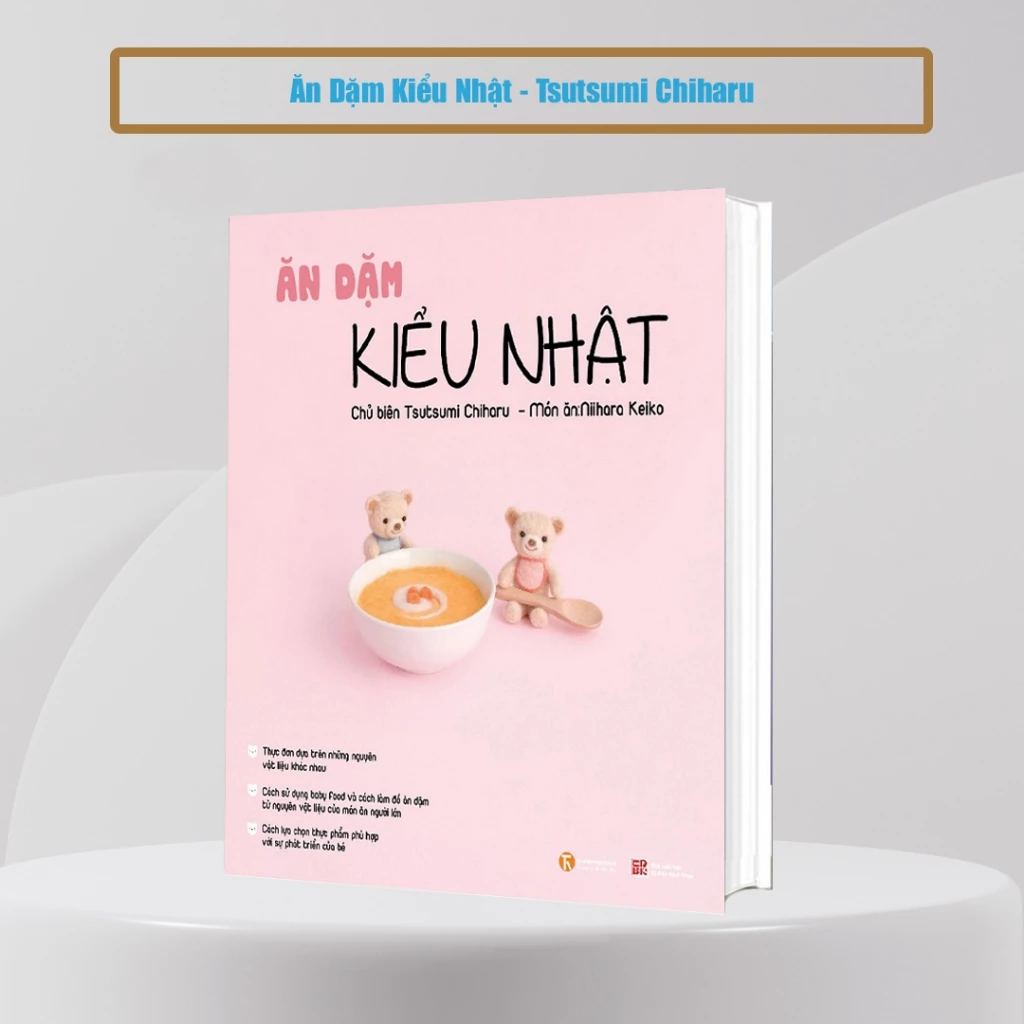 Ăn Dặm Kiểu Nhật - Tsutsumi Chiharu
ĂN DẶM
KIỂU NHẬT
Chủ biên Tsutsumi Chiharu - Món ăn:Niihara Keiko
Thực đơn dựa trên những nguyên
vật liệu khác nhau
Cách sử dụng baby food và cách làm đồ ăn dặm
từ nguyên vật liệu của món ăn người lớn
Cách lựa chọn thực phẩm phù hợp
với sự phát triển của bé